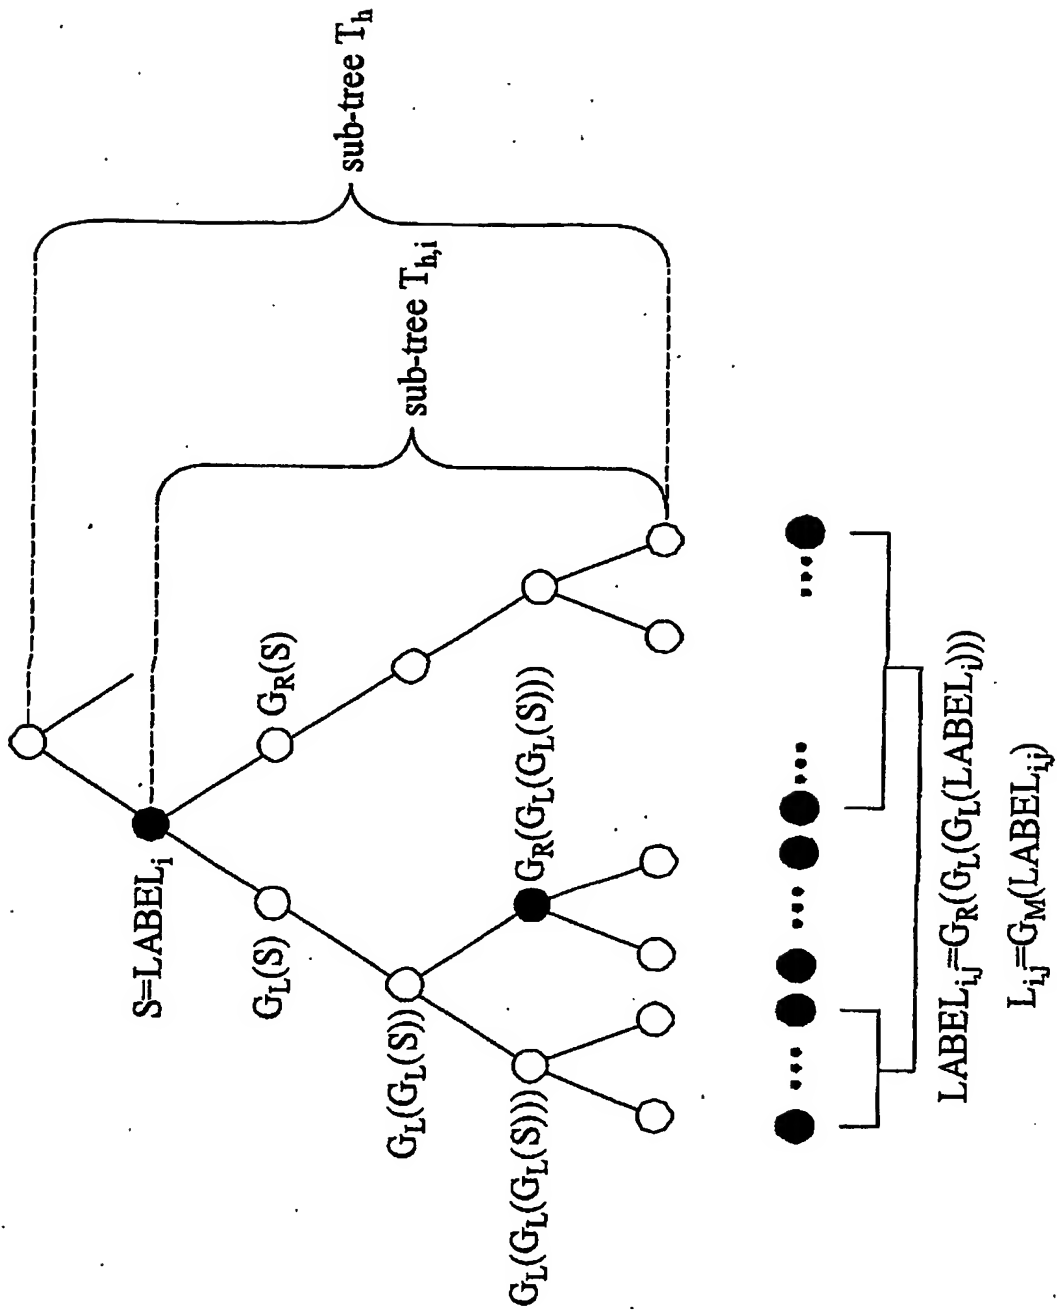 sub-tree T_h
sub-tree T_h,i
S=LABEL_i
G_L(S)
G_R(S)
G_L(G_L(S))
G_L(G_L(G_L(S)))
G_R(G_L(G_L(S)))
LABEL_i,j=G_R(G_L(G_L(LABEL_i)))
L_i,j=G_M(LABEL_ij)